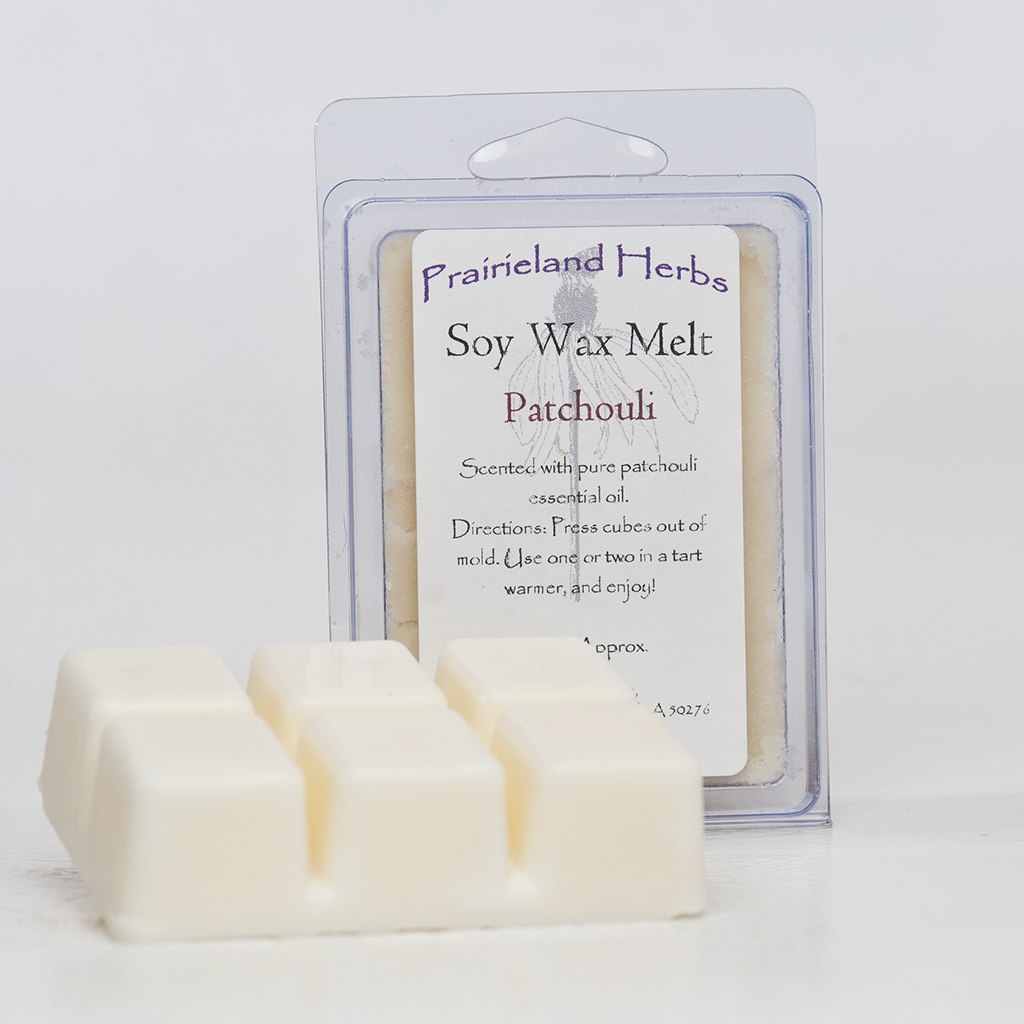 Prairieland Herbs
Soy Wax Melt
Patchouli
Scented with pure patchouli
essential oil.
Directions: Press cubes out of
mold. Use one or two in a tart
warmer, and enjoy!
Approx.
A 50276